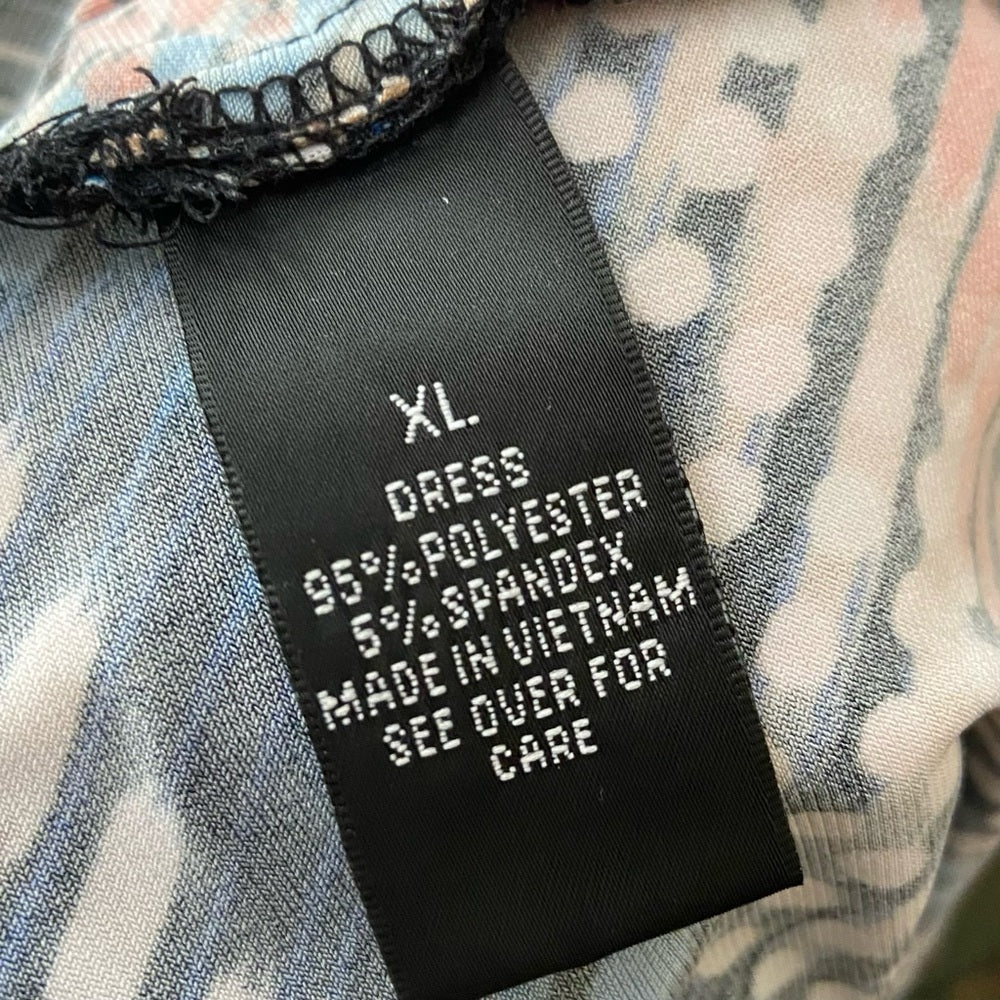 XL
DRESS
95%POLYESTER
5%SPANDEX
MADE IN VIETNAM
SEE OVER FOR
CARE